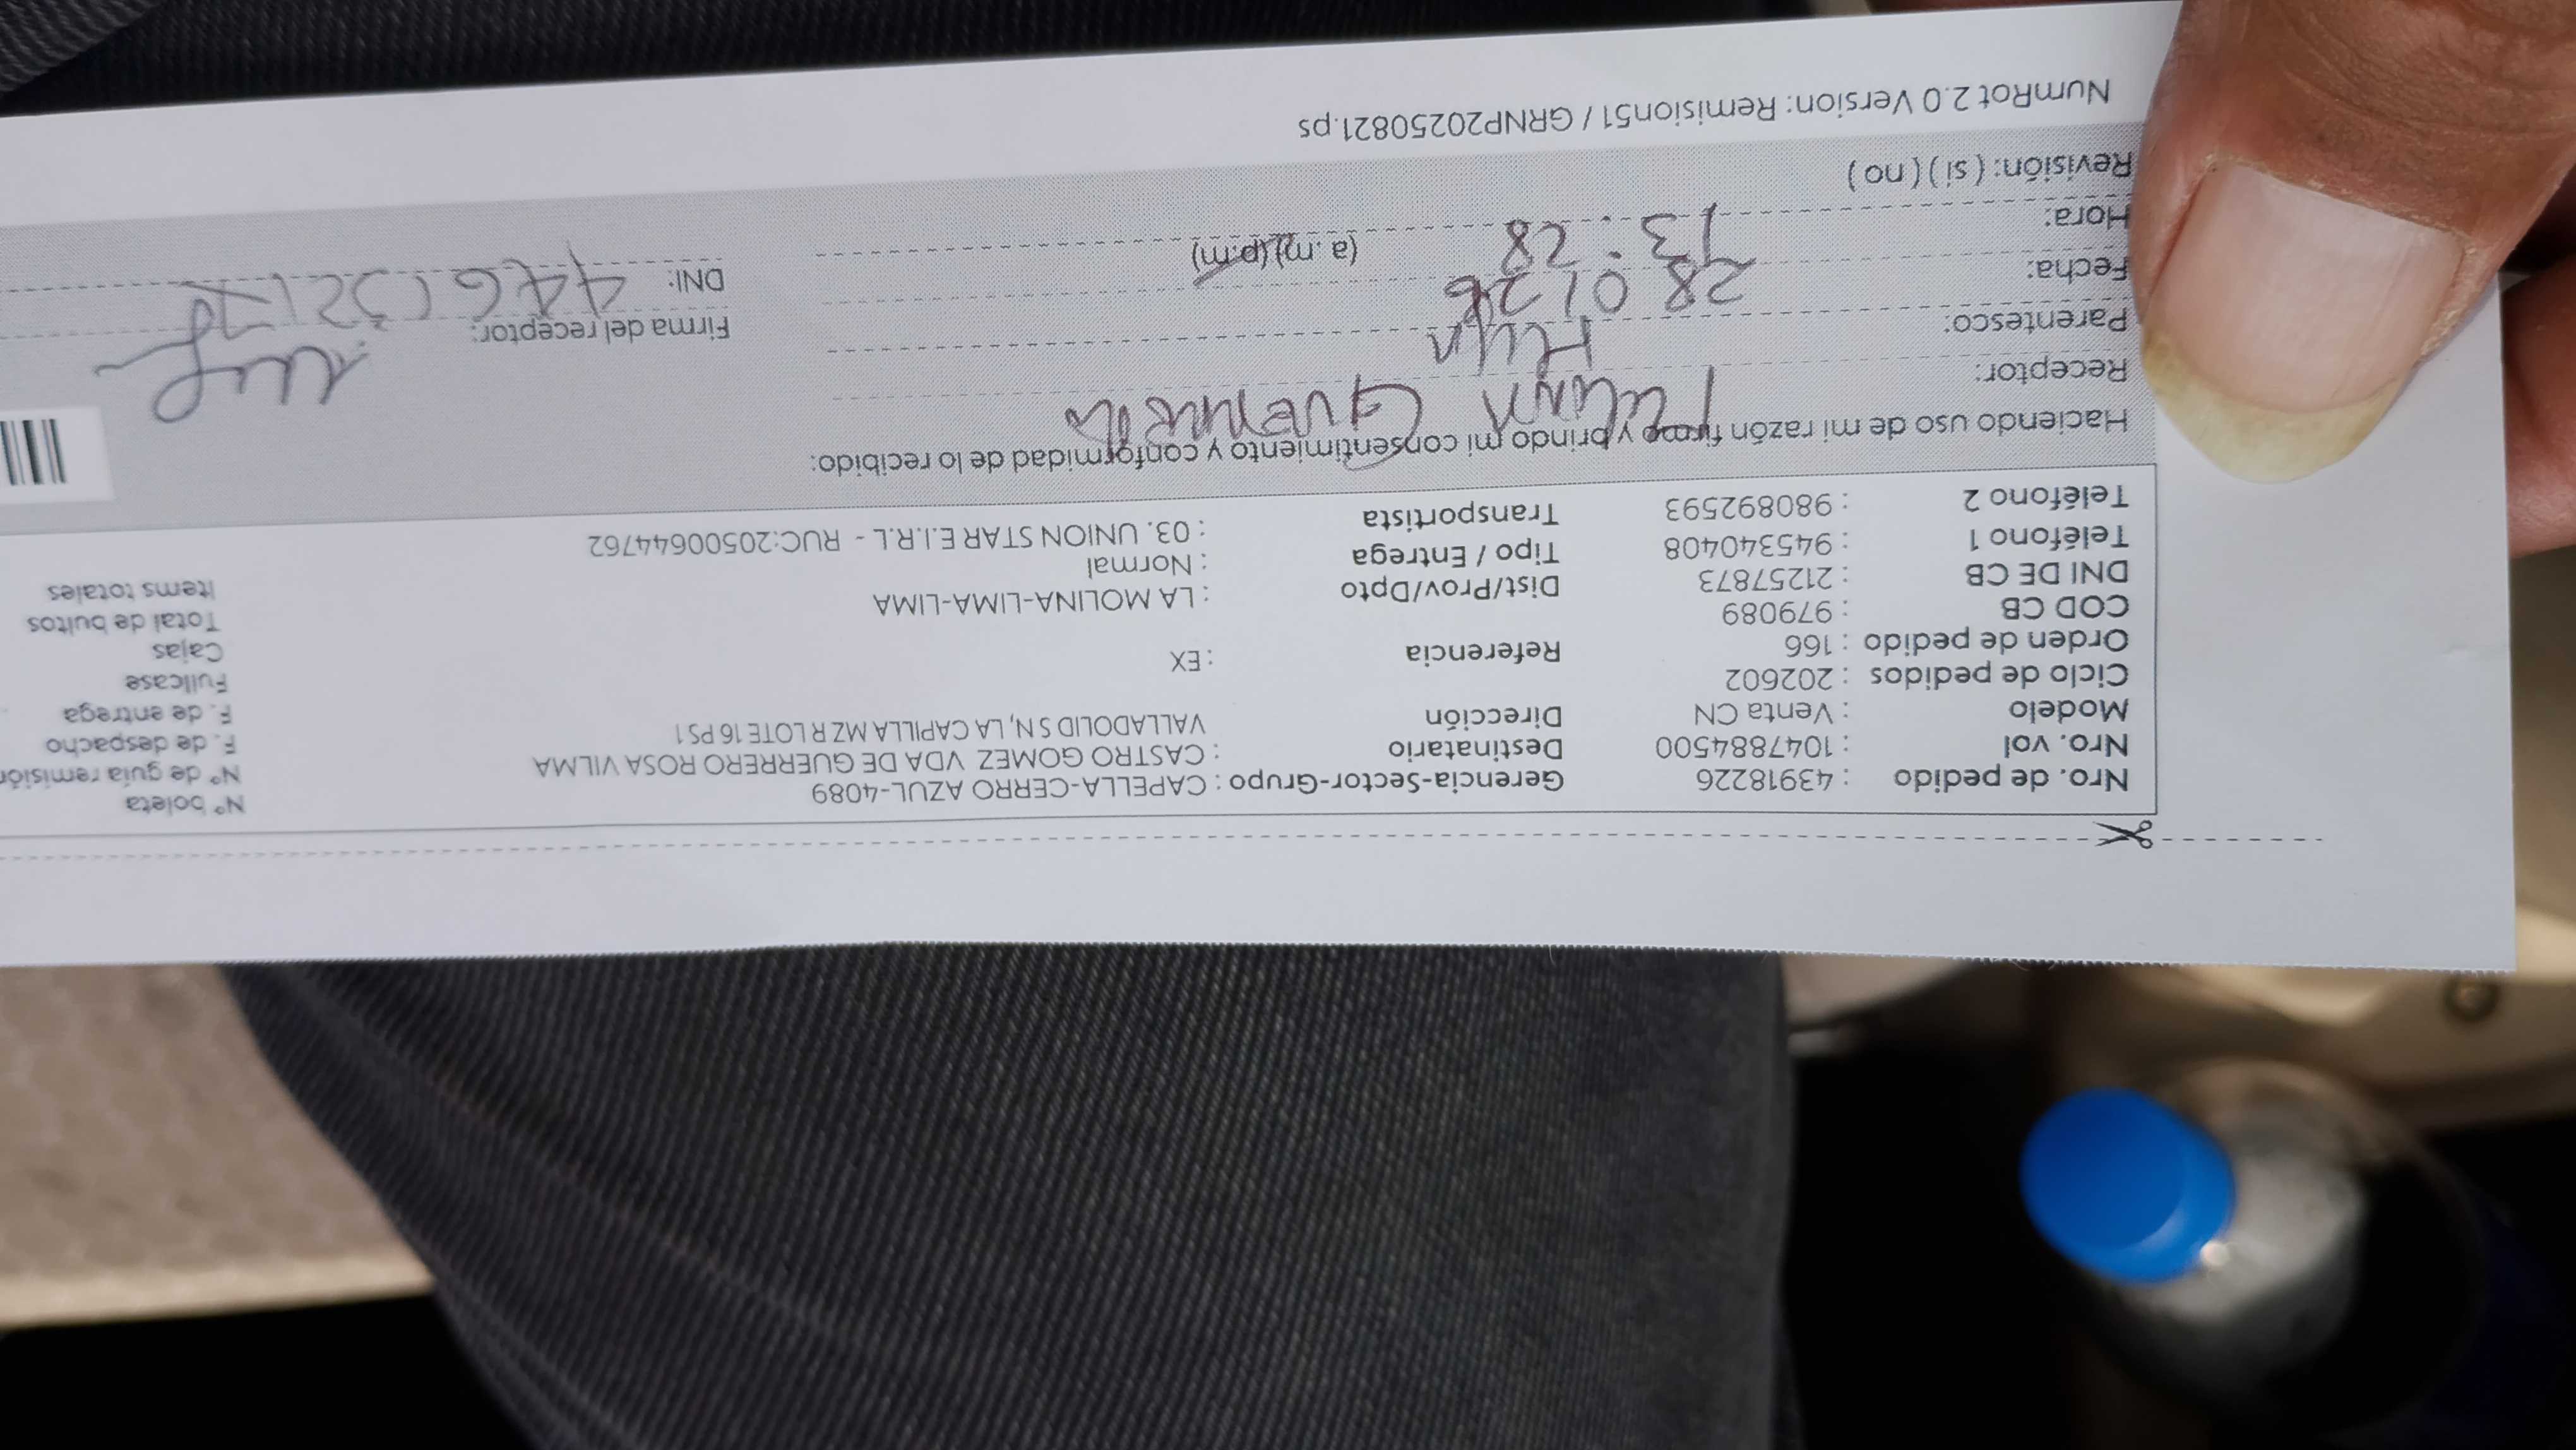 Nro. de pedido : 43918226 Gerencia-Sector-Grupo : CAPELLA-CERRO AZUL-4089 N° boleta
Nro. vol : 1047884500 Destinatario : CASTRO GOMEZ VDA DE GUERRERO ROSA VILMA N° de guía remisión
Modelo : Venta CN Dirección VALLADOLID S N, LA CAPILLA MZ R LOTE 16 PS 1 F. de despacho
Ciclo de pedidos : 202602 F. de entrega
Orden de pedido : 166 Referencia : EX Fullcase
COD CB : 979089 Cajas
DNI DE CB : 21257873 Dist/Prov/Dpto : LA MOLINA-LIMA-LIMA Total de bultos
Teléfono 1 : 945340408 Tipo / Entrega : Normal Items totales
Teléfono 2 : 980892593 Transportista : 03. UNION STAR E.I.R.L - RUC:20500644762
Haciendo uso de mi razón firmo y brindo mi consentimiento y conformidad de lo recibido:
Receptor:
Parentesco: Firma del receptor:
Fecha: 28 01 26 DNI:
Hora: 13:28 (a.m) (p.m)
Revisión: ( si ) ( no )
NumRot 2.0 Version: Remision51 / GRNP20250821.ps